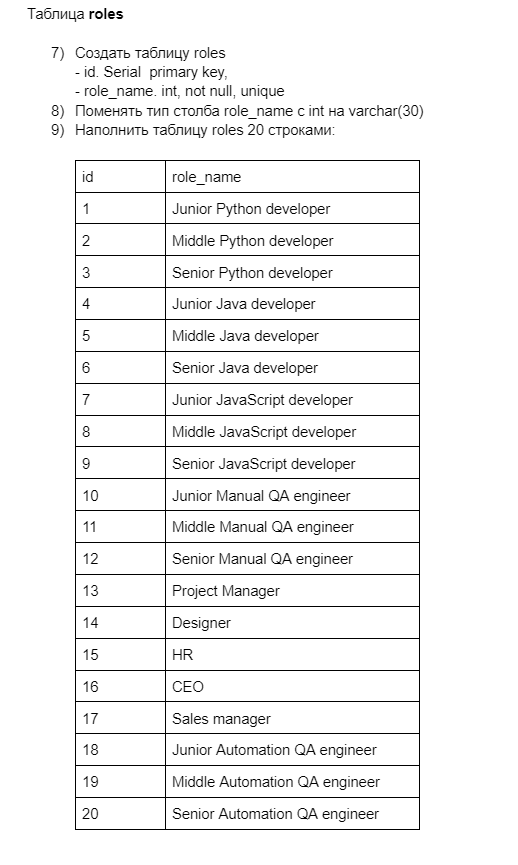 Таблица roles
7) Создать таблицу roles
- id. Serial primary key,
- role_name. int, not null, unique
8) Поменять тип столба role_name с int на varchar(30)
9) Наполнить таблицу roles 20 строками:
id role_name
1 Junior Python developer
2 Middle Python developer
3 Senior Python developer
4 Junior Java developer
5 Middle Java developer
6 Senior Java developer
7 Junior JavaScript developer
8 Middle JavaScript developer
9 Senior JavaScript developer
10 Junior Manual QA engineer
11 Middle Manual QA engineer
12 Senior Manual QA engineer
13 Project Manager
14 Designer
15 HR
16 CEO
17 Sales manager
18 Junior Automation QA engineer
19 Middle Automation QA engineer
20 Senior Automation QA engineer